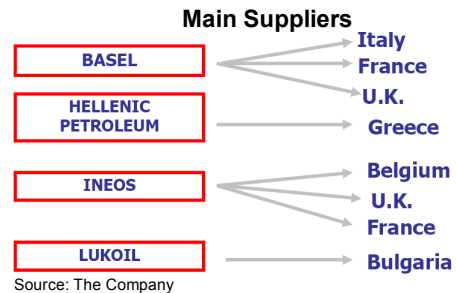 Main Suppliers
BASEL
Italy
France
U.K.
HELLENIC
PETROLEUM
Greece
INEOS
Belgium
U.K.
France
LUKOIL
Bulgaria
Source: The Company